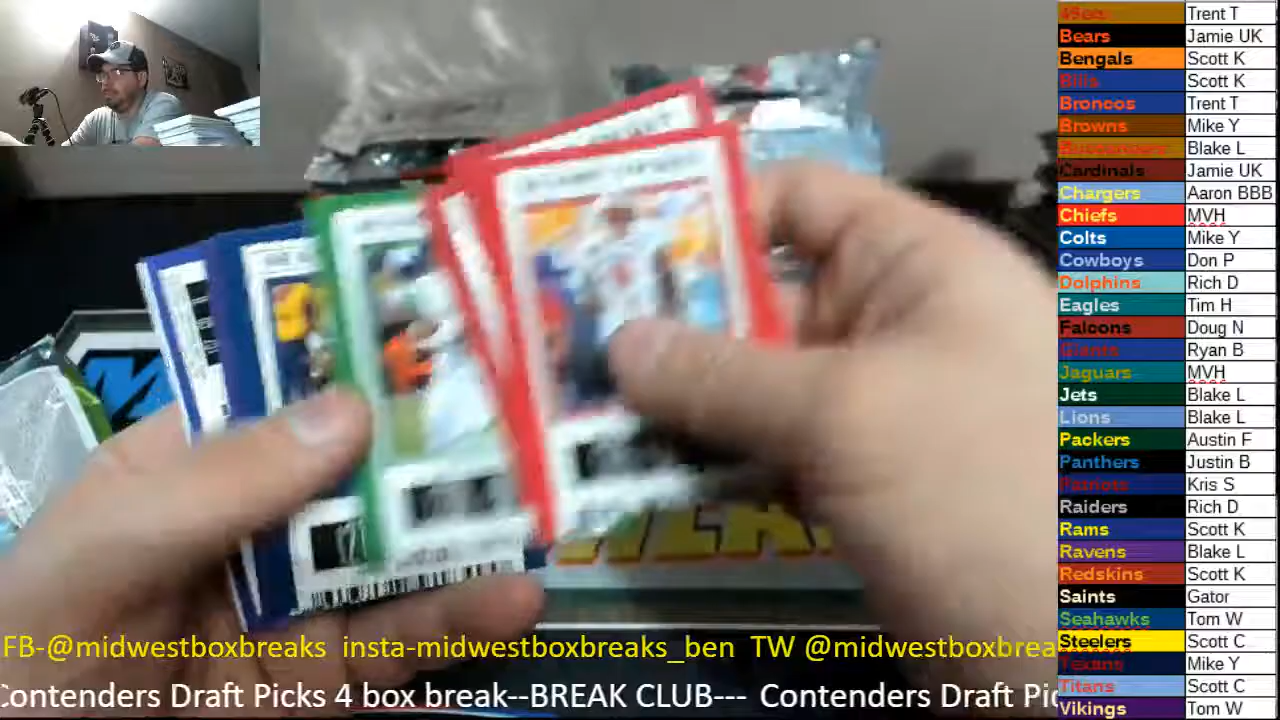 49ers Trent T
Bears Jamie UK
Bengals Scott K
Bills Scott K
Broncos Trent T
Browns Mike Y
Buccaneers Blake L
Cardinals Jamie UK
Chargers Aaron BBB
Chiefs MVH
Colts Mike Y
Cowboys Don P
Dolphins Rich D
Eagles Tim H
Falcons Doug N
Giants Ryan B
Jaguars MVH
Jets Blake L
Lions Blake L
Packers Austin F
Panthers Justin B
Patriots Kris S
Raiders Rich D
Rams Scott K
Ravens Blake L
Redskins Scott K
Saints Gator
Seahawks Tom W
Steelers Scott C
Texans Mike Y
Titans Scott C
Vikings Tom W
FB-@midwestboxbreaks insta-midwestboxbreaks_ben TW @midwestboxbrea
Contenders Draft Picks 4 box break--BREAK CLUB--- Contenders Draft Pic